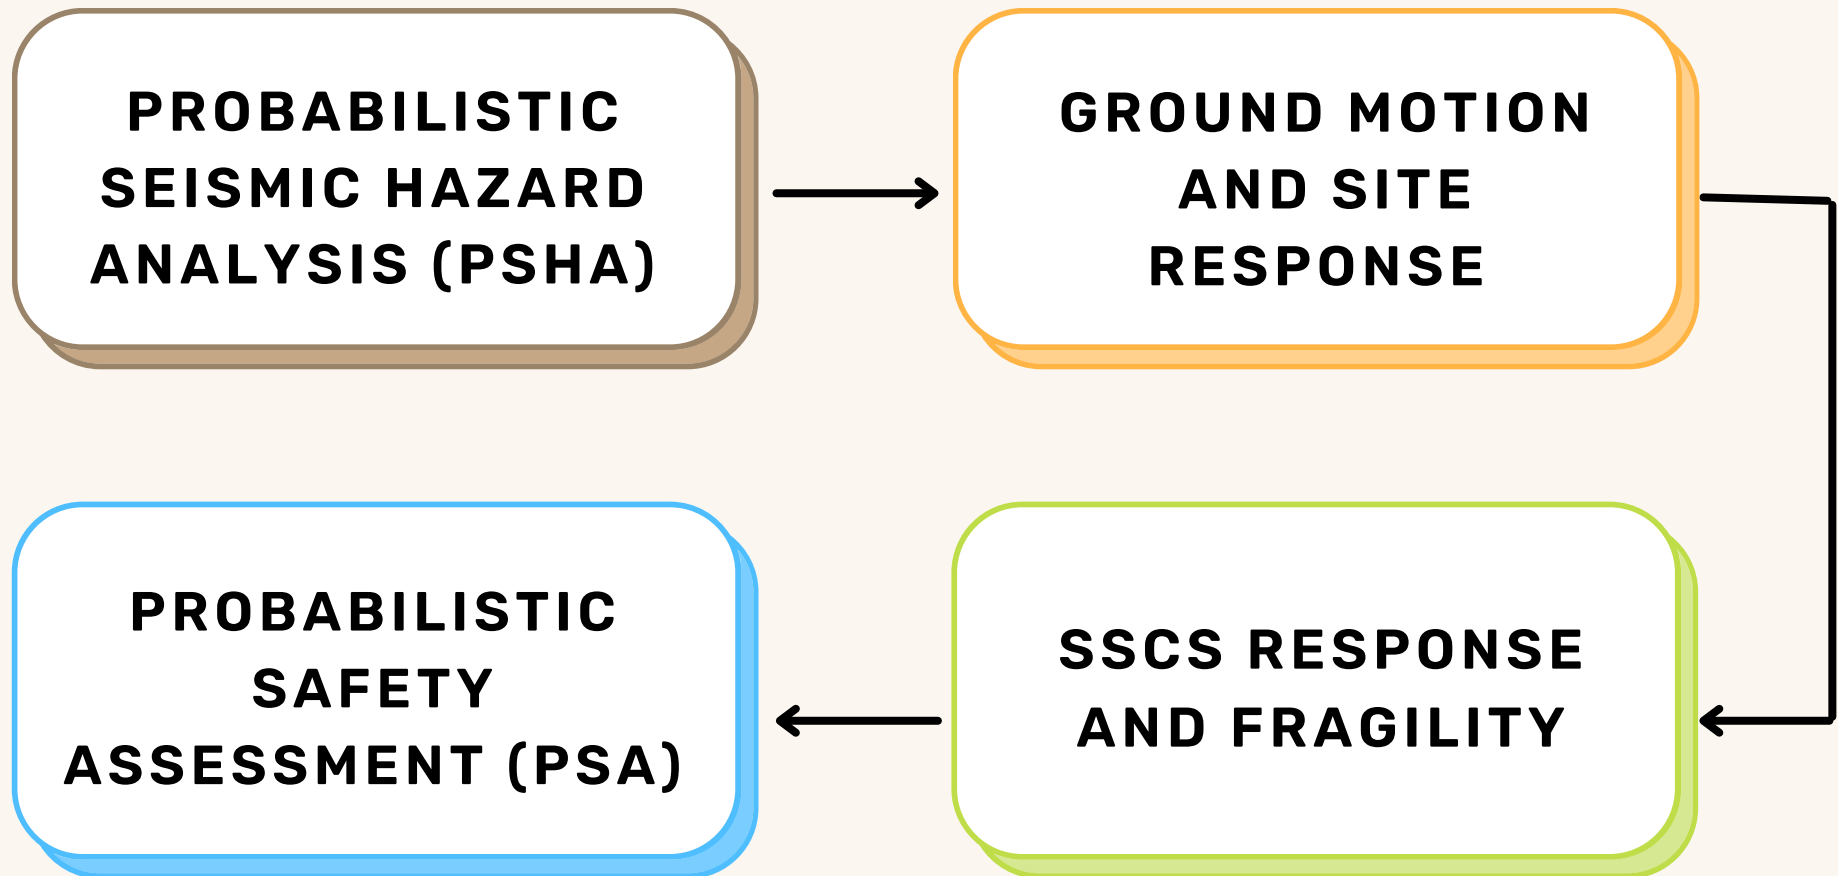 PROBABILISTIC
SEISMIC HAZARD
ANALYSIS (PSHA)
GROUND MOTION
AND SITE
RESPONSE
SSCS RESPONSE
AND FRAGILITY
PROBABILISTIC
SAFETY
ASSESSMENT (PSA)